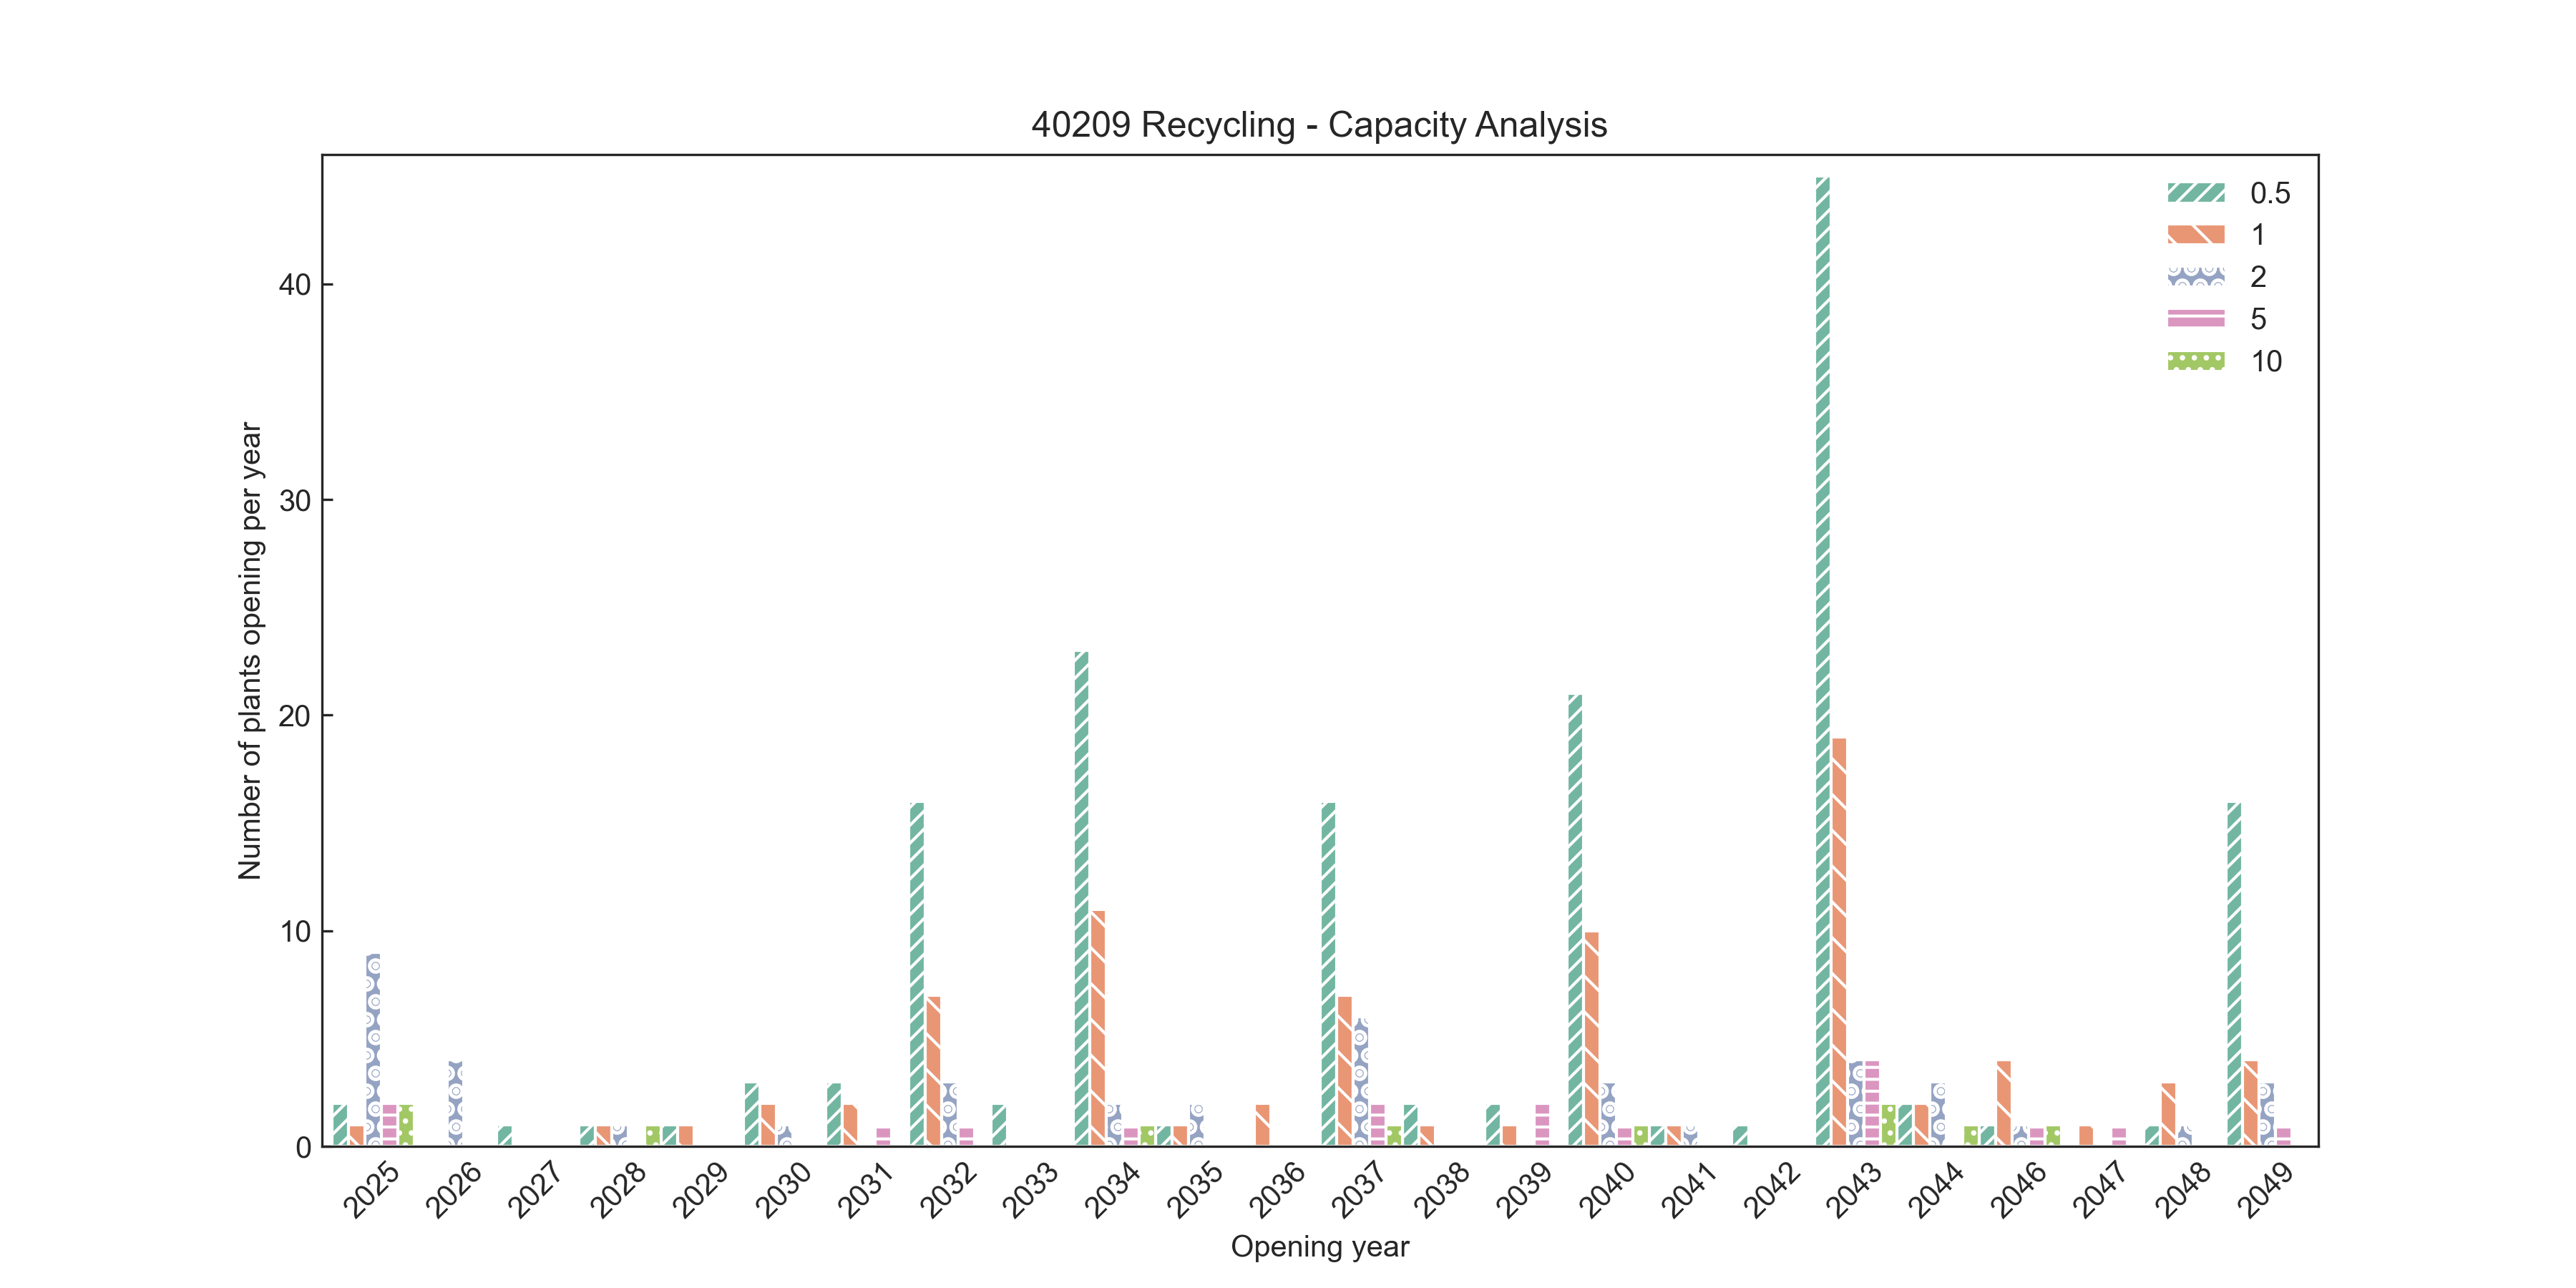 40209 Recycling - Capacity Analysis
0.5
1
2
5
10
Number of plants opening per year
40
30
20
10
0
2025 2026 2027 2028 2029 2030 2031 2032 2033 2034 2035 2036 2037 2038 2039 2040 2041 2042 2043 2044 2046 2047 2048 2049
Opening year